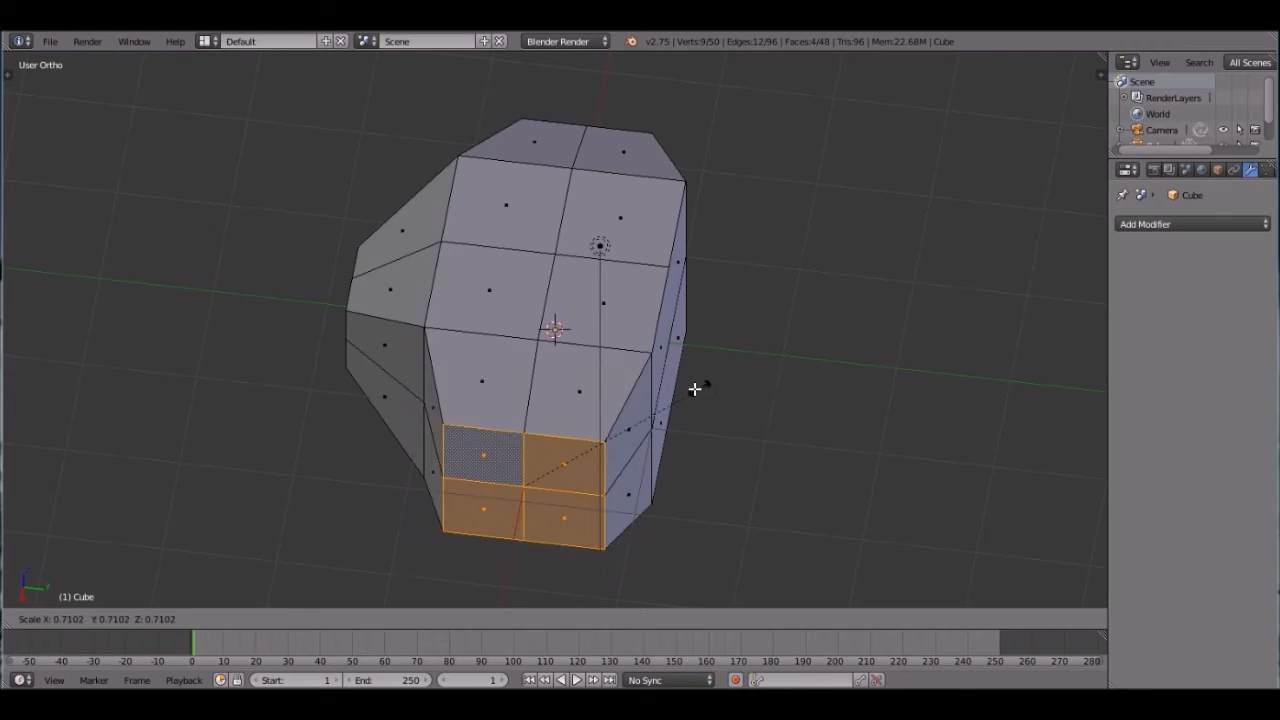 File Render Window Help Default Scene Blender Render v2.75 | Verts:9/50 | Edges:12/96 | Faces:4/48 | Tris:96 | Mem:22.68M | Cube
User Ortho
View Search All Scenes
Scene
RenderLayers
World
Camera
Cube
Add Modifier
(1) Cube
Scale X: 0.7102 Y: 0.7102 Z: 0.7102
-50 -40 -30 -20 -10 0 10 20 30 40 50 60 70 80 90 100 110 120 130 140 150 160 170 180 190 200 210 220 230 240 250 260 270 280
View Marker Frame Playback Start: 1 End: 250 1 No Sync